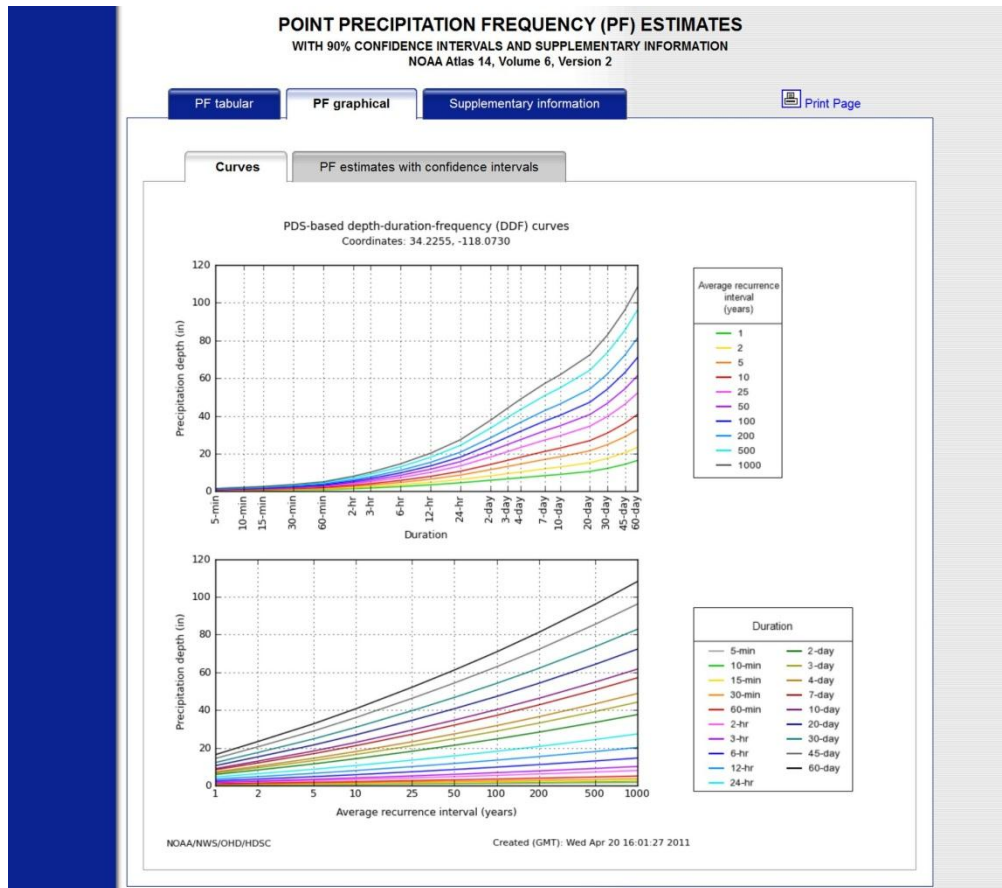 POINT PRECIPITATION FREQUENCY (PF) ESTIMATES
WITH 90% CONFIDENCE INTERVALS AND SUPPLEMENTARY INFORMATION
NOAA Atlas 14, Volume 6, Version 2
PF tabular
PF graphical
Supplementary information
Print Page
Curves
PF estimates with confidence intervals
PDS-based depth-duration-frequency (DDF) curves
Coordinates: 34.2255, -118.0730
120
100
80
60
40
20
0
Precipitation depth (in)
5-min
10-min
15-min
30-min
60-min
2-hr
3-hr
6-hr
12-hr
24-hr
2-day
3-day
4-day
7-day
10-day
20-day
30-day
45-day
60-day
Duration
Average recurrence
interval
(years)
1
2
5
10
25
50
100
200
500
1000
120
100
80
60
40
20
0
Precipitation depth (in)
1 2 5 10 25 50 100 200 500 1000
Average recurrence interval (years)
Duration
5-min 2-day
10-min 3-day
15-min 4-day
30-min 7-day
60-min 10-day
2-hr 20-day
3-hr 30-day
6-hr 45-day
12-hr 60-day
24-hr
NOAA/NWS/OHD/HDSC
Created (GMT): Wed Apr 20 16:01:27 2011